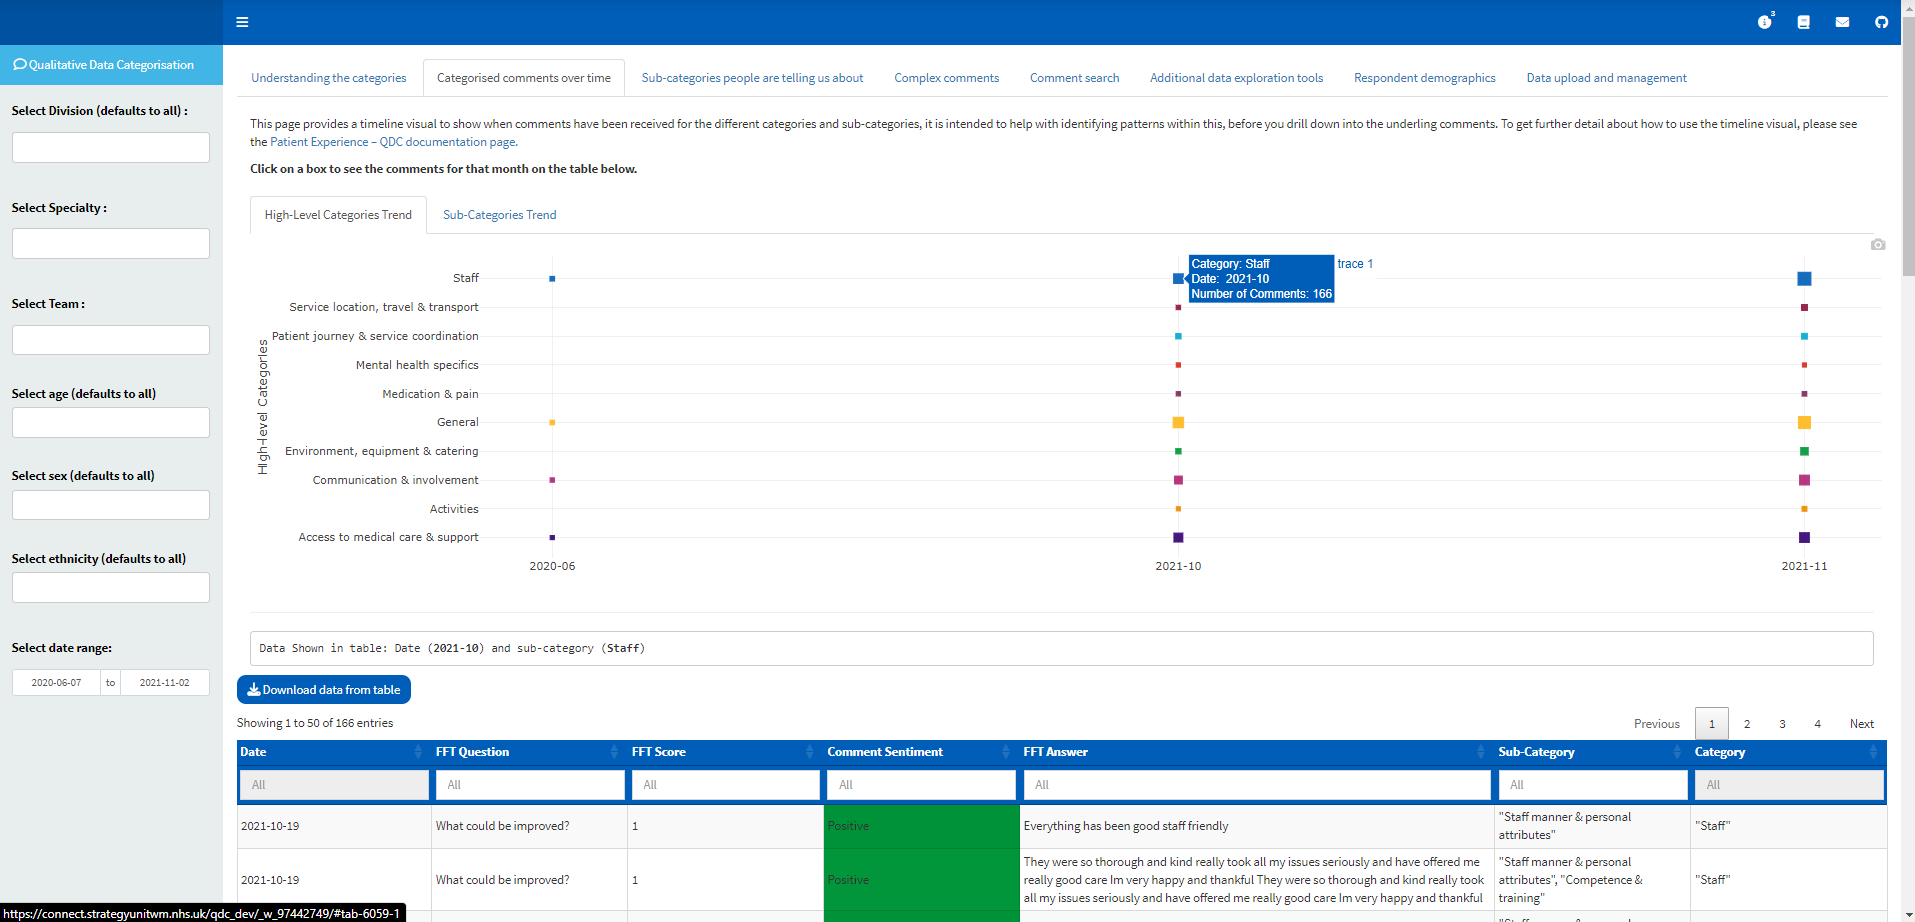 3
Qualitative Data Categorisation
Select Division (defaults to all) :
Select Specialty :
Select Team :
Select age (defaults to all)
Select sex (defaults to all)
Select ethnicity (defaults to all)
Select date range:
2020-06-07 to 2021-11-02
Understanding the categories Categorised comments over time Sub-categories people are telling us about Complex comments Comment search Additional data exploration tools Respondent demographics Data upload and management
This page provides a timeline visual to show when comments have been received for the different categories and sub-categories, it is intended to help with identifying patterns within this, before you drill down into the underling comments. To get further detail about how to use the timeline visual, please see
the Patient Experience – QDC documentation page.
Click on a box to see the comments for that month on the table below.
High-Level Categories Trend Sub-Categories Trend
High-level Categories
Staff
Service location, travel & transport
Patient journey & service coordination
Mental health specifics
Medication & pain
General
Environment, equipment & catering
Communication & involvement
Activities
Access to medical care & support
Category: Staff
Date: 2021-10
Number of Comments: 166
trace 1
2020-06 2021-10 2021-11
Data Shown in table: Date (2021-10) and sub-category (Staff)
Download data from table
Showing 1 to 50 of 166 entries
Previous 1 2 3 4 Next
Date FFT Question FFT Score Comment Sentiment FFT Answer Sub-Category Category
All All All All All All All
2021-10-19 What could be improved? 1 Positive Everything has been good staff friendly "Staff manner & personal
attributes" "Staff"
They were so thorough and kind really took all my issues seriously and have offered me "Staff manner & personal
2021-10-19 What could be improved? 1 Positive really good care Im very happy and thankful They were so thorough and kind really took attributes", "Competence & "Staff"
all my issues seriously and have offered me really good care Im very happy and thankful training"
https://connect.strategyunitwm.nhs.uk/qdc_dev/_w_97442749/#tab-6059-1